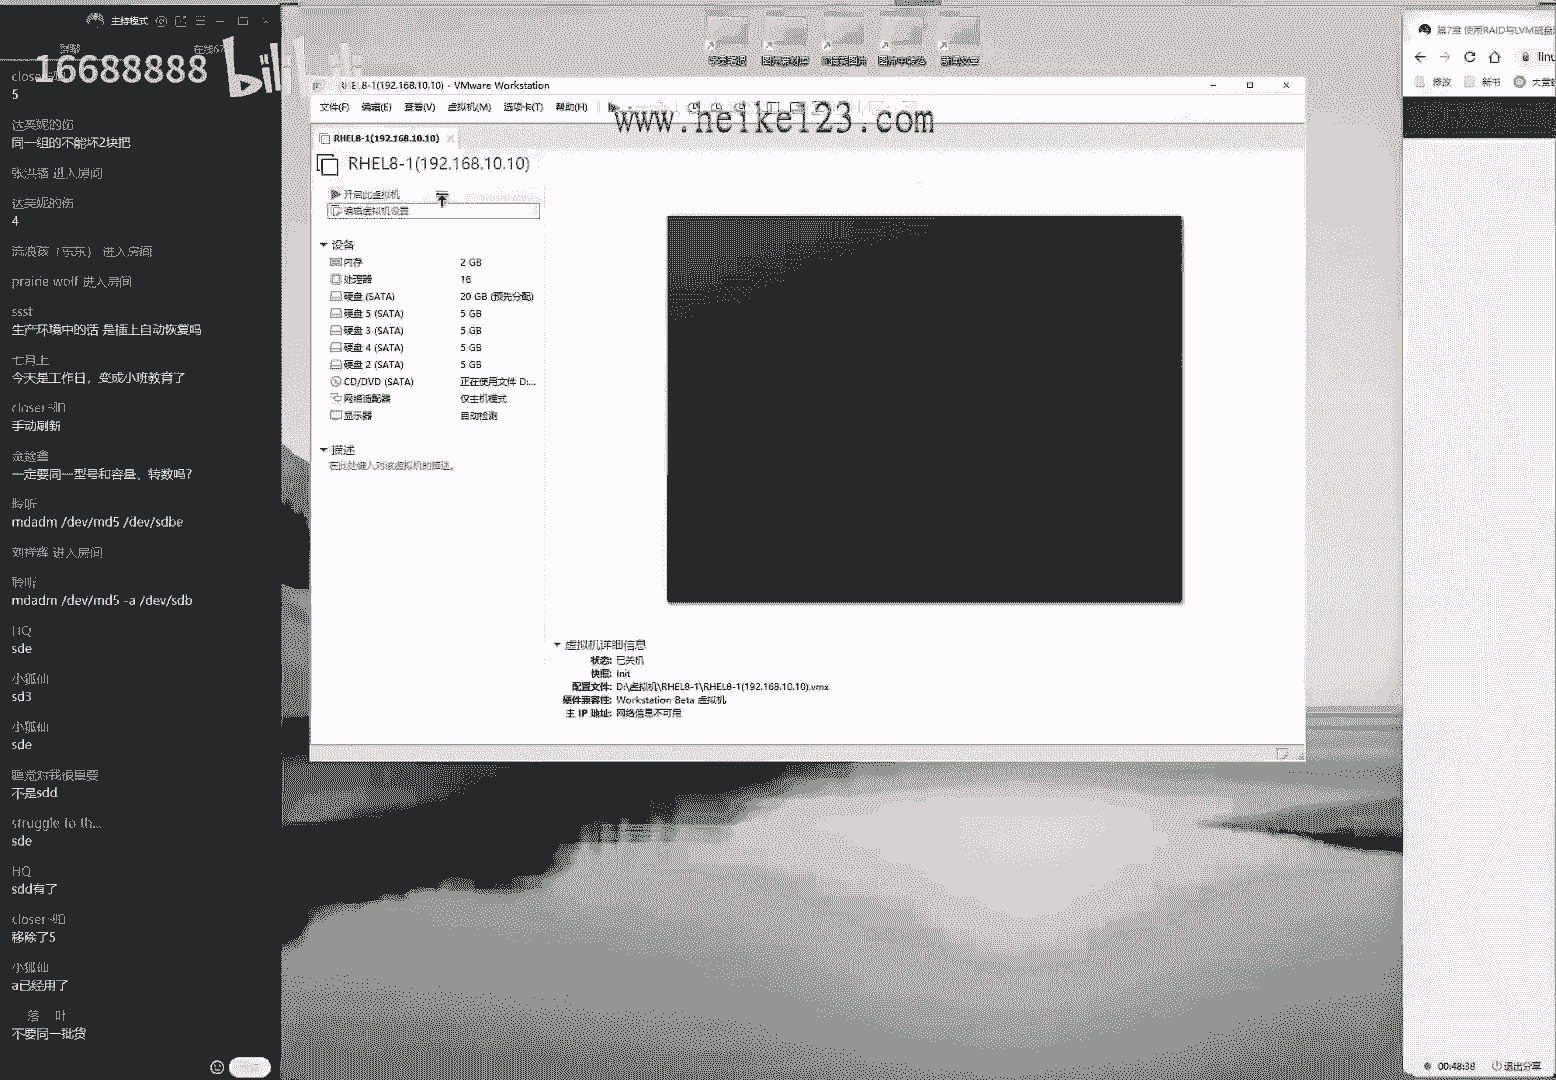 主持模式
16688888
bilibili
5
达芙妮的伤
同一组的不能坏2块把
张洪铭 进入房间
达芙妮的伤
4
流浪孩（东东） 进入房间
prairie wolf 进入房间
ssst
生产环境中的话 是插上自动恢复吗
七月上
今天是工作日，变成小班教育了
手动刷新
一定要同一型号和容量、转数吗?
聆听
mdadm /dev/md5 /dev/sdbe
进入房间
聆听
mdadm /dev/md5 -a /dev/sdb
HQ
sde
小狐仙
sd3
小狐仙
sde
睡觉对我很重要
不是sdd
struggle to th...
sde
HQ
sdd有了
移除了5
小狐仙
a已经用了
落 叶
不要同一批货
RHEL8-1(192.168.10.10) - VMware Workstation
文件(F) 编辑(E) 查看(V) 虚拟机(M) 选项卡(T) 帮助(H)
www.heike123.com
RHEL8-1(192.168.10.10)
RHEL8-1(192.168.10.10)
开启此虚拟机
编辑虚拟机设置
设备
内存 2 GB
处理器 16
硬盘 (SATA) 20 GB (预先分配)
硬盘 5 (SATA) 5 GB
硬盘 3 (SATA) 5 GB
硬盘 4 (SATA) 5 GB
硬盘 2 (SATA) 5 GB
CD/DVD (SATA) 正在使用文件 D:...
网络适配器 仅主机模式
显示器 自动检测
描述
在此处键入对该虚拟机的描述。
虚拟机详细信息
状态: 已关机
快照: Init
配置文件: D:\虚拟机\RHEL8-1\RHEL8-1(192.168.10.10).vmx
硬件兼容性: Workstation Beta 虚拟机
主 IP 地址: 网络信息不可用
第7章 使用RAID与LVM磁盘
linu
修改 新书
00:48:38 退出分享